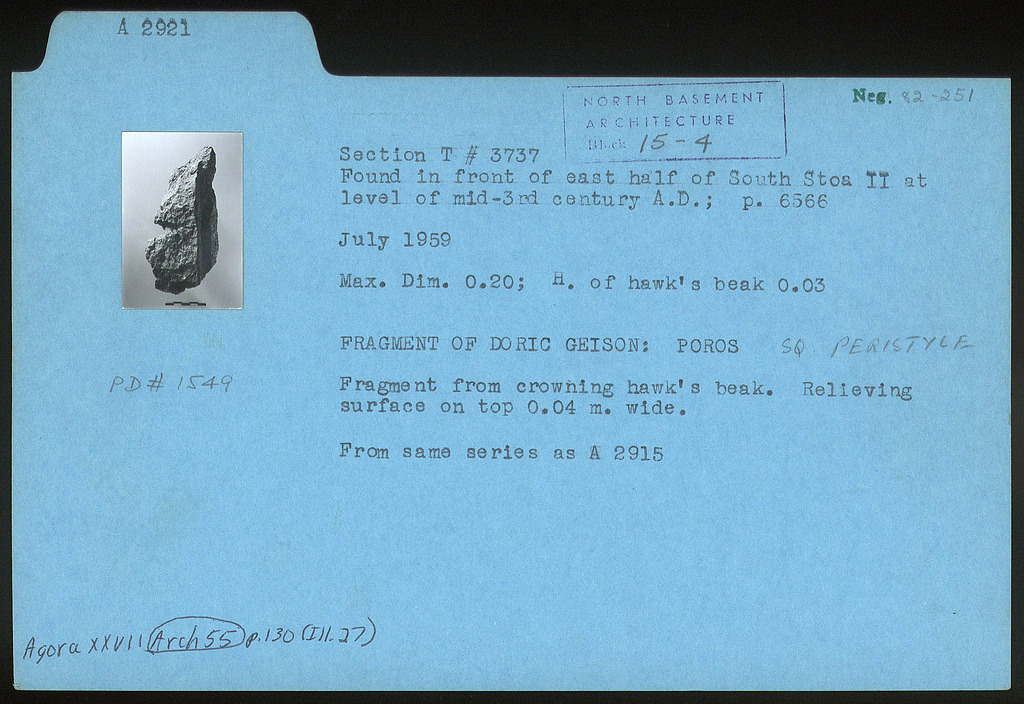 A 2921
Neg. 82-251
NORTH BASEMENT
ARCHITECTURE
Block 15-4
Section T # 3737
Found in front of east half of South Stoa II at
level of mid-3rd century A.D.; p. 6566
July 1959
Max. Dim. 0.20; H. of hawk's beak 0.03
FRAGMENT OF DORIC GEISON: POROS SQ PERISTYLE
PD# 1549
Fragment from crowning hawk's beak. Relieving
surface on top 0.04 m. wide.
From same series as A 2915
Agora XXVII Arch 55 p.130 (Ill. 27)